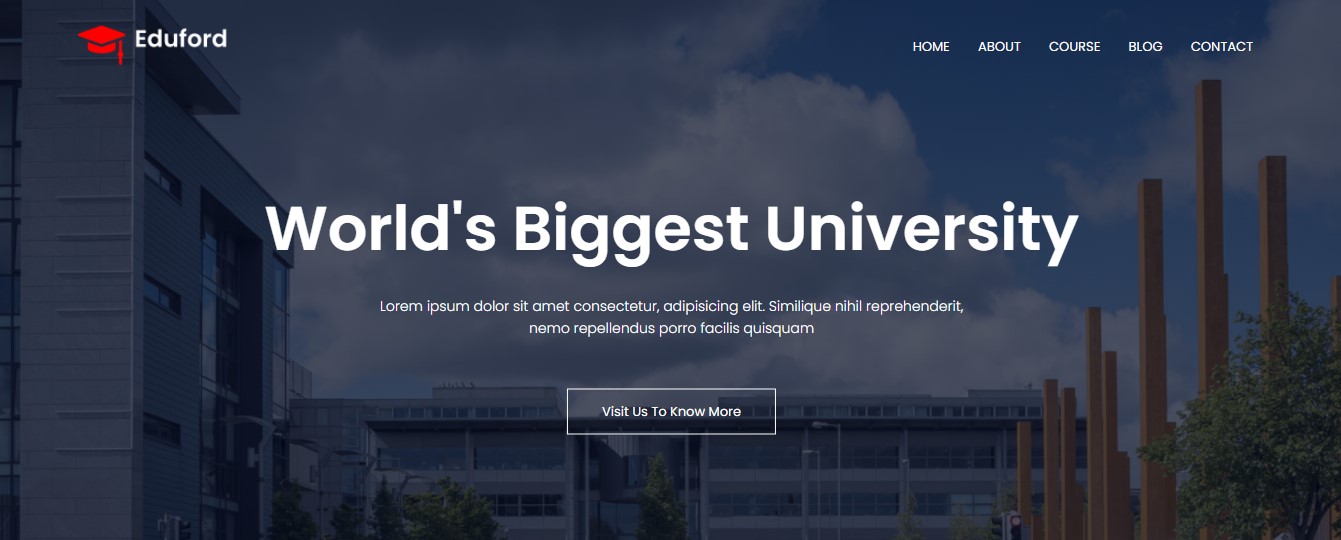 Eduford
HOME ABOUT COURSE BLOG CONTACT
World's Biggest University
Lorem ipsum dolor sit amet consectetur, adipisicing elit. Similique nihil reprehenderit,
nemo repellendus porro facilis quisquam
Visit Us To Know More